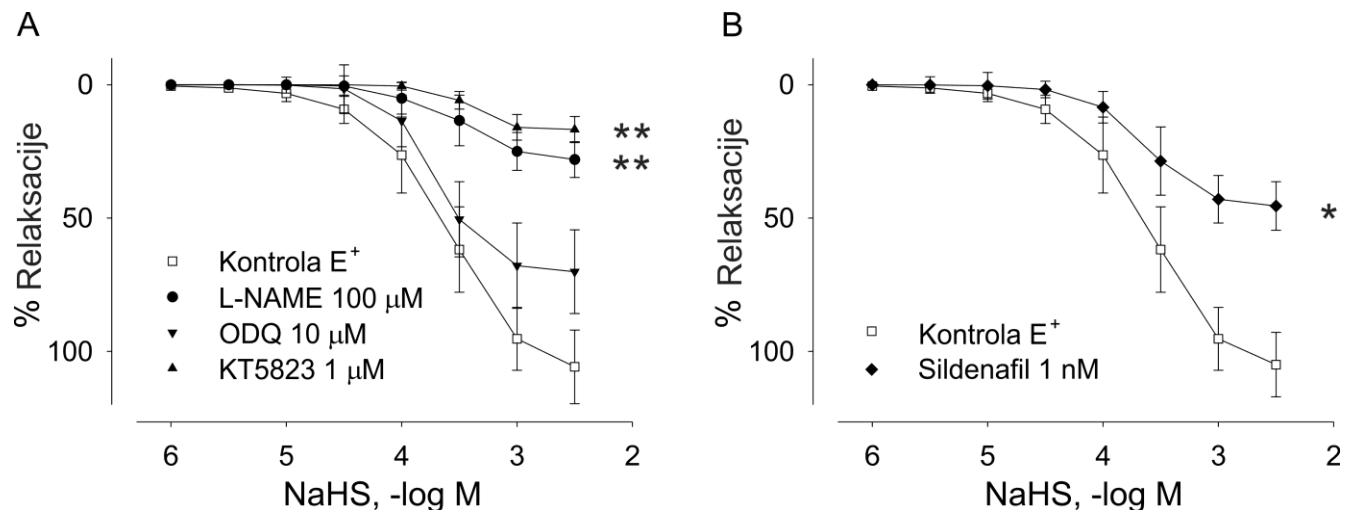 A
% Relaksacije
0
50
100
Kontrola E⁺
L-NAME 100 μM
ODQ 10 μM
KT5823 1 μM
**
**
6 5 4 3 2
NaHS, -log M
B
% Relaksacije
0
50
100
Kontrola E⁺
Sildenafil 1 nM
*
6 5 4 3 2
NaHS, -log M